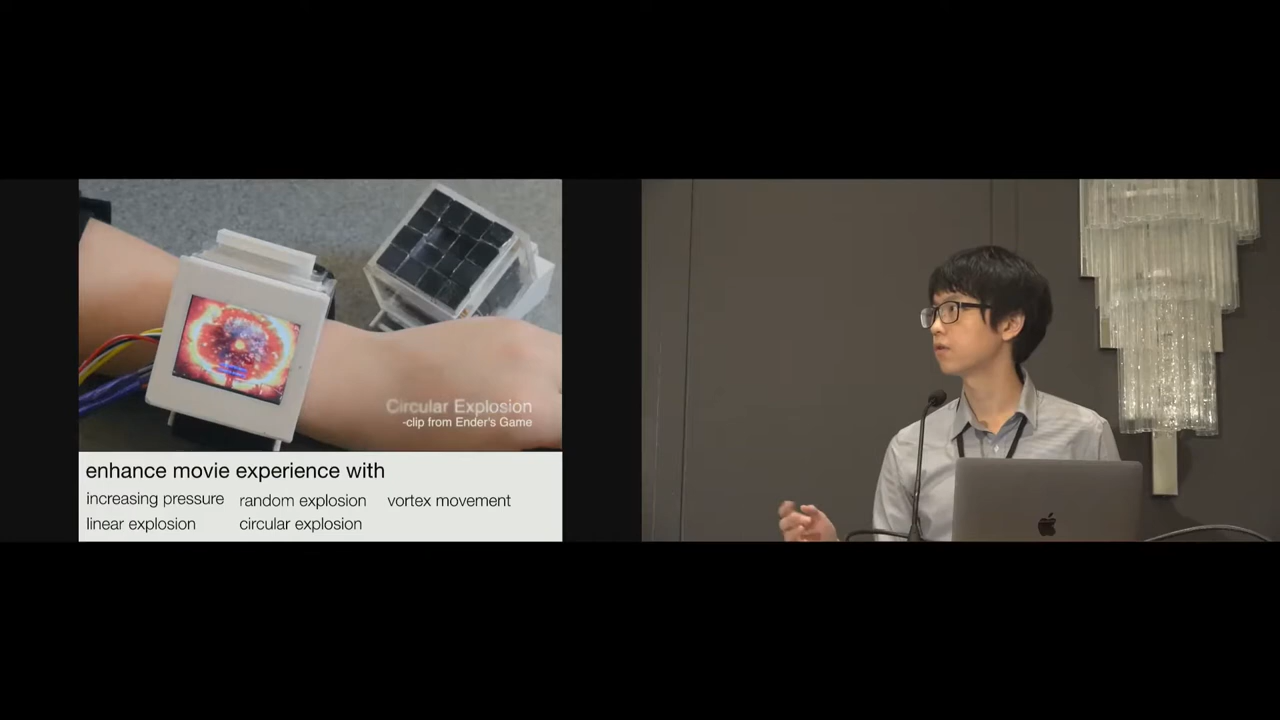 Circular Explosion
-clip from Ender's Game
enhance movie experience with
increasing pressure random explosion vortex movement
linear explosion circular explosion